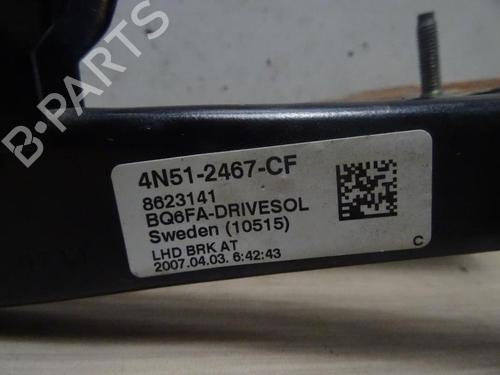 B-PARTS
4N51-2467-CF
8623141
BQ6FA-DRIVESOL
Sweden (10515)
LHD BRK AT
2007.04.03. 6:42:43
C